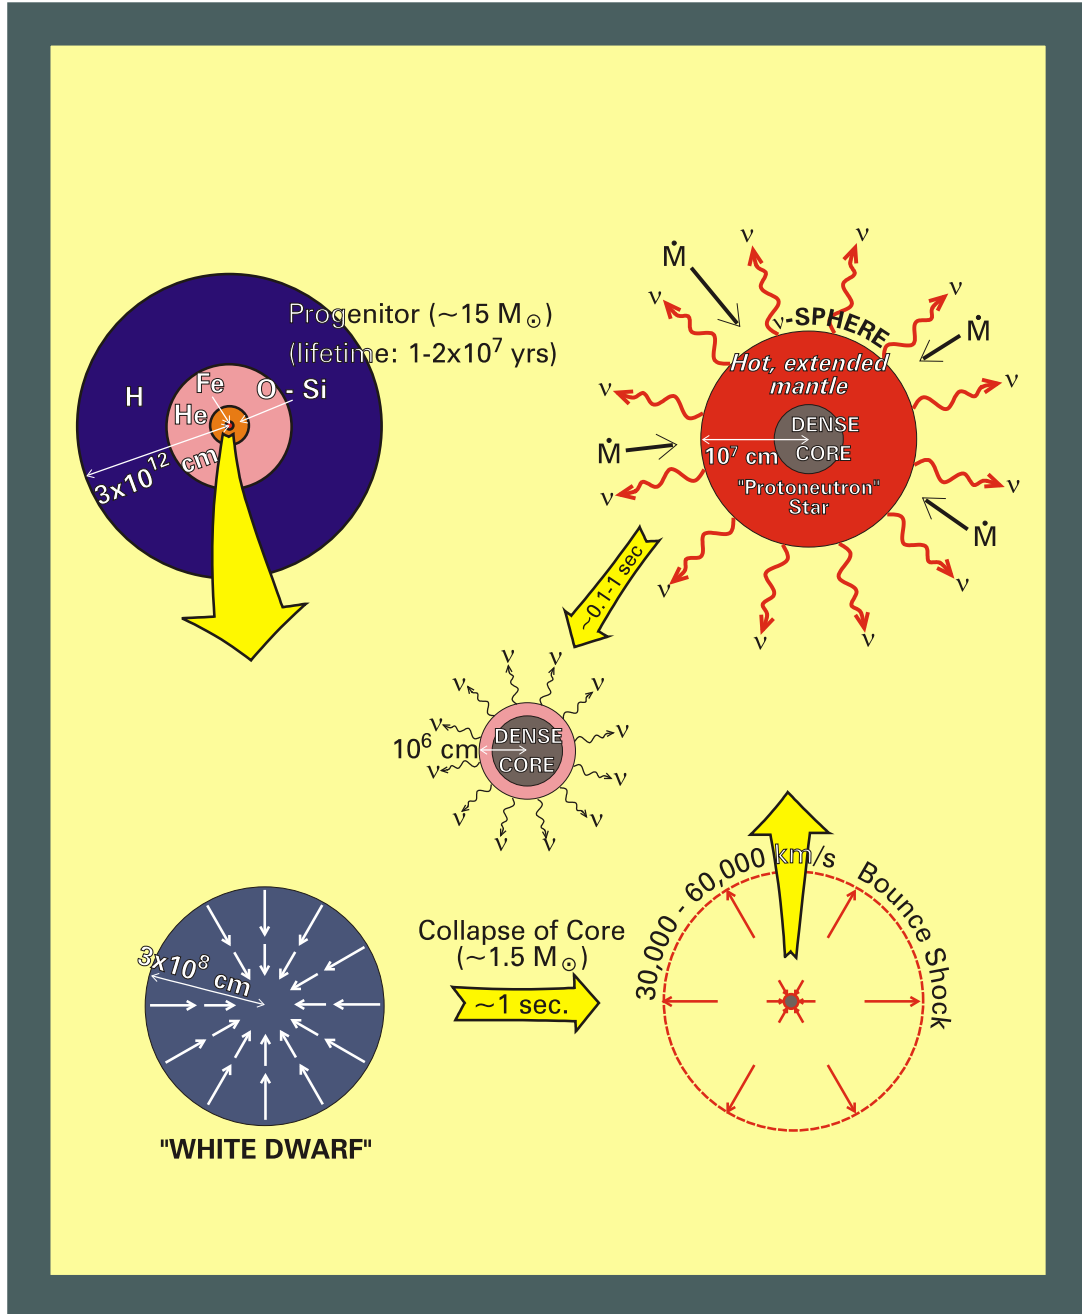 Progenitor (~15 M☉)
(lifetime: 1-2x10⁷ yrs)
H
Fe
O - Si
He
3x10¹² cm
ν
ν
ν
ν
ν
ν
ν
ν
ν
ν
ν
ν
Ṁ
Ṁ
Ṁ
Ṁ
ν-SPHERE
Hot, extended
mantle
DENSE
CORE
10⁷ cm
"Protoneutron"
Star
~0.1-1 sec
ν
ν
ν
ν
ν
ν
ν
ν
ν
ν
ν
ν
DENSE
CORE
10⁶ cm
30,000 - 60,000 km/s
Bounce Shock
Collapse of Core
(~1.5 M☉)
~1 sec.
3x10⁸ cm
"WHITE DWARF"